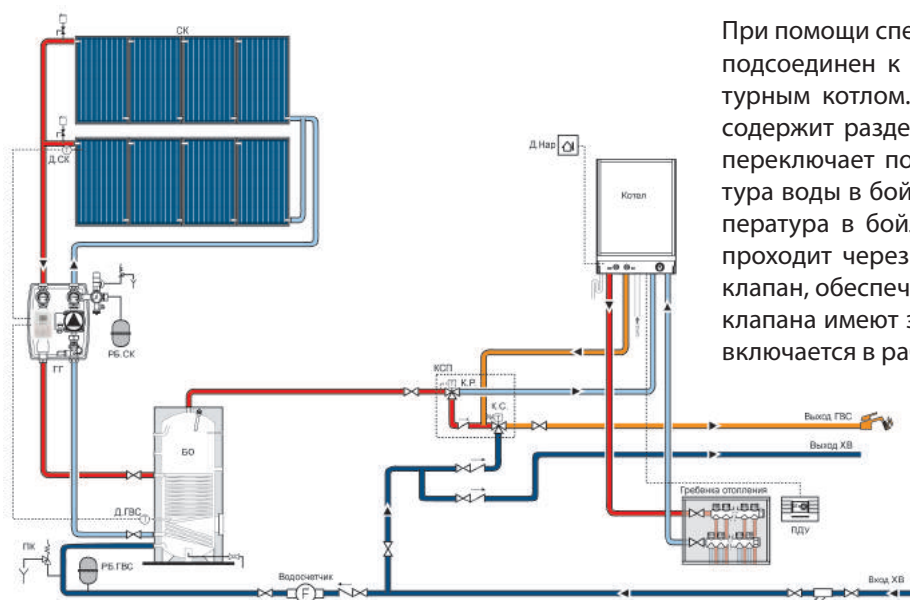 СК
При помощи спе
подсоединен к
турным котлом.
содержит разде
переключает по
тура воды в бой
пература в бойл
проходит через
клапан, обеспеч
клапана имеют з
включается в ра
Д.СК
Д.Нар
Котел
РБ.СК
ГГ
КСП
К.Р.
К.С.
Выход ГВС
Выход ХВ
БО
Гребенка отопления
Д.ГВС
ПДУ
ПК
РБ.ГВС
Водосчетчик
F
Вход ХВ